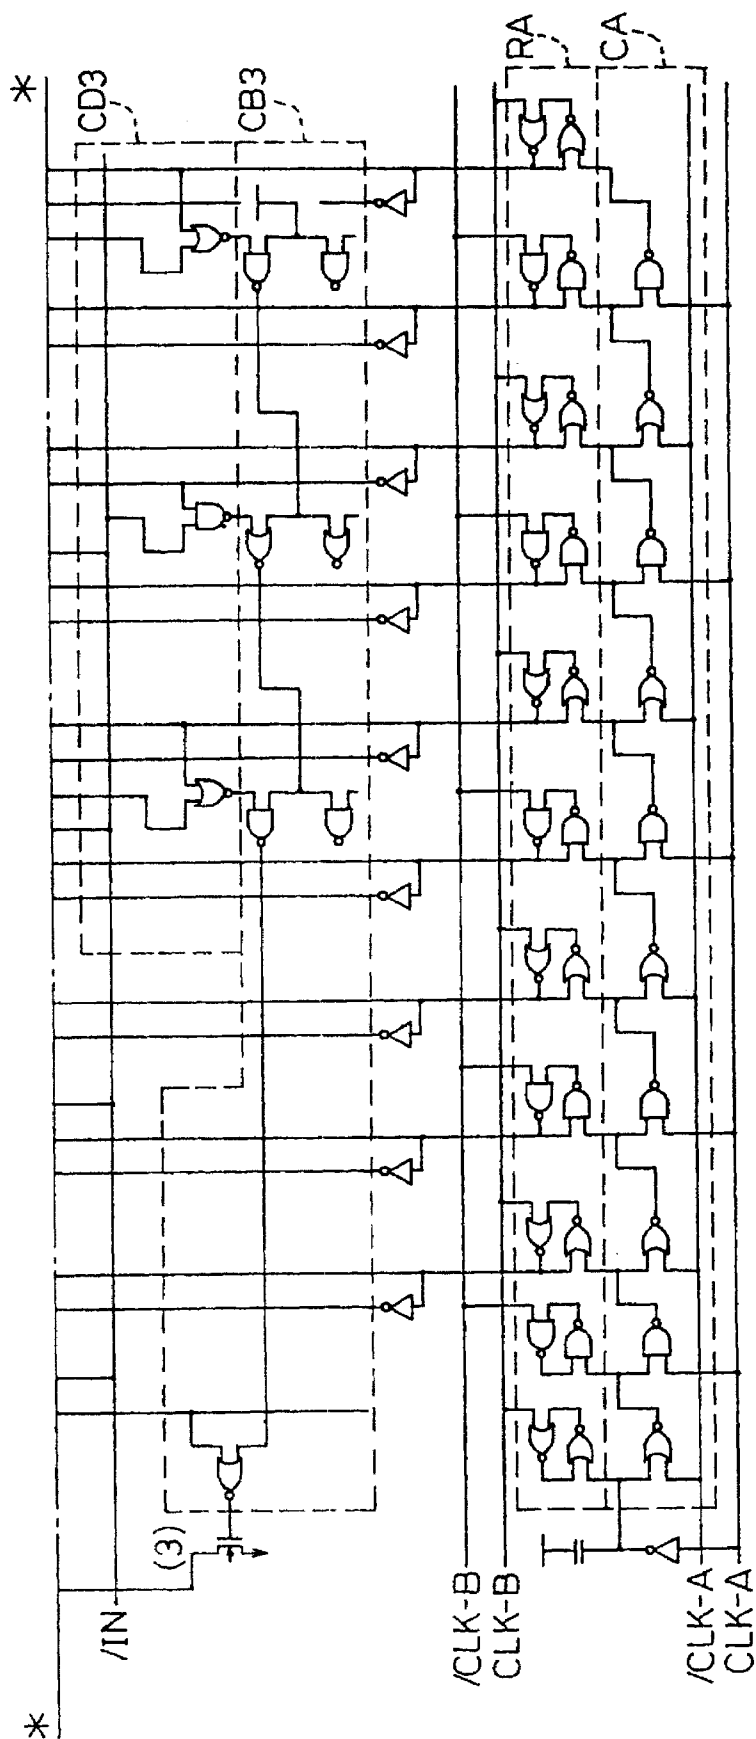 *
CD3
CB3
RA
CA
(3)
/IN
/CLK-B
CLK-B
/CLK-A
CLK-A
*